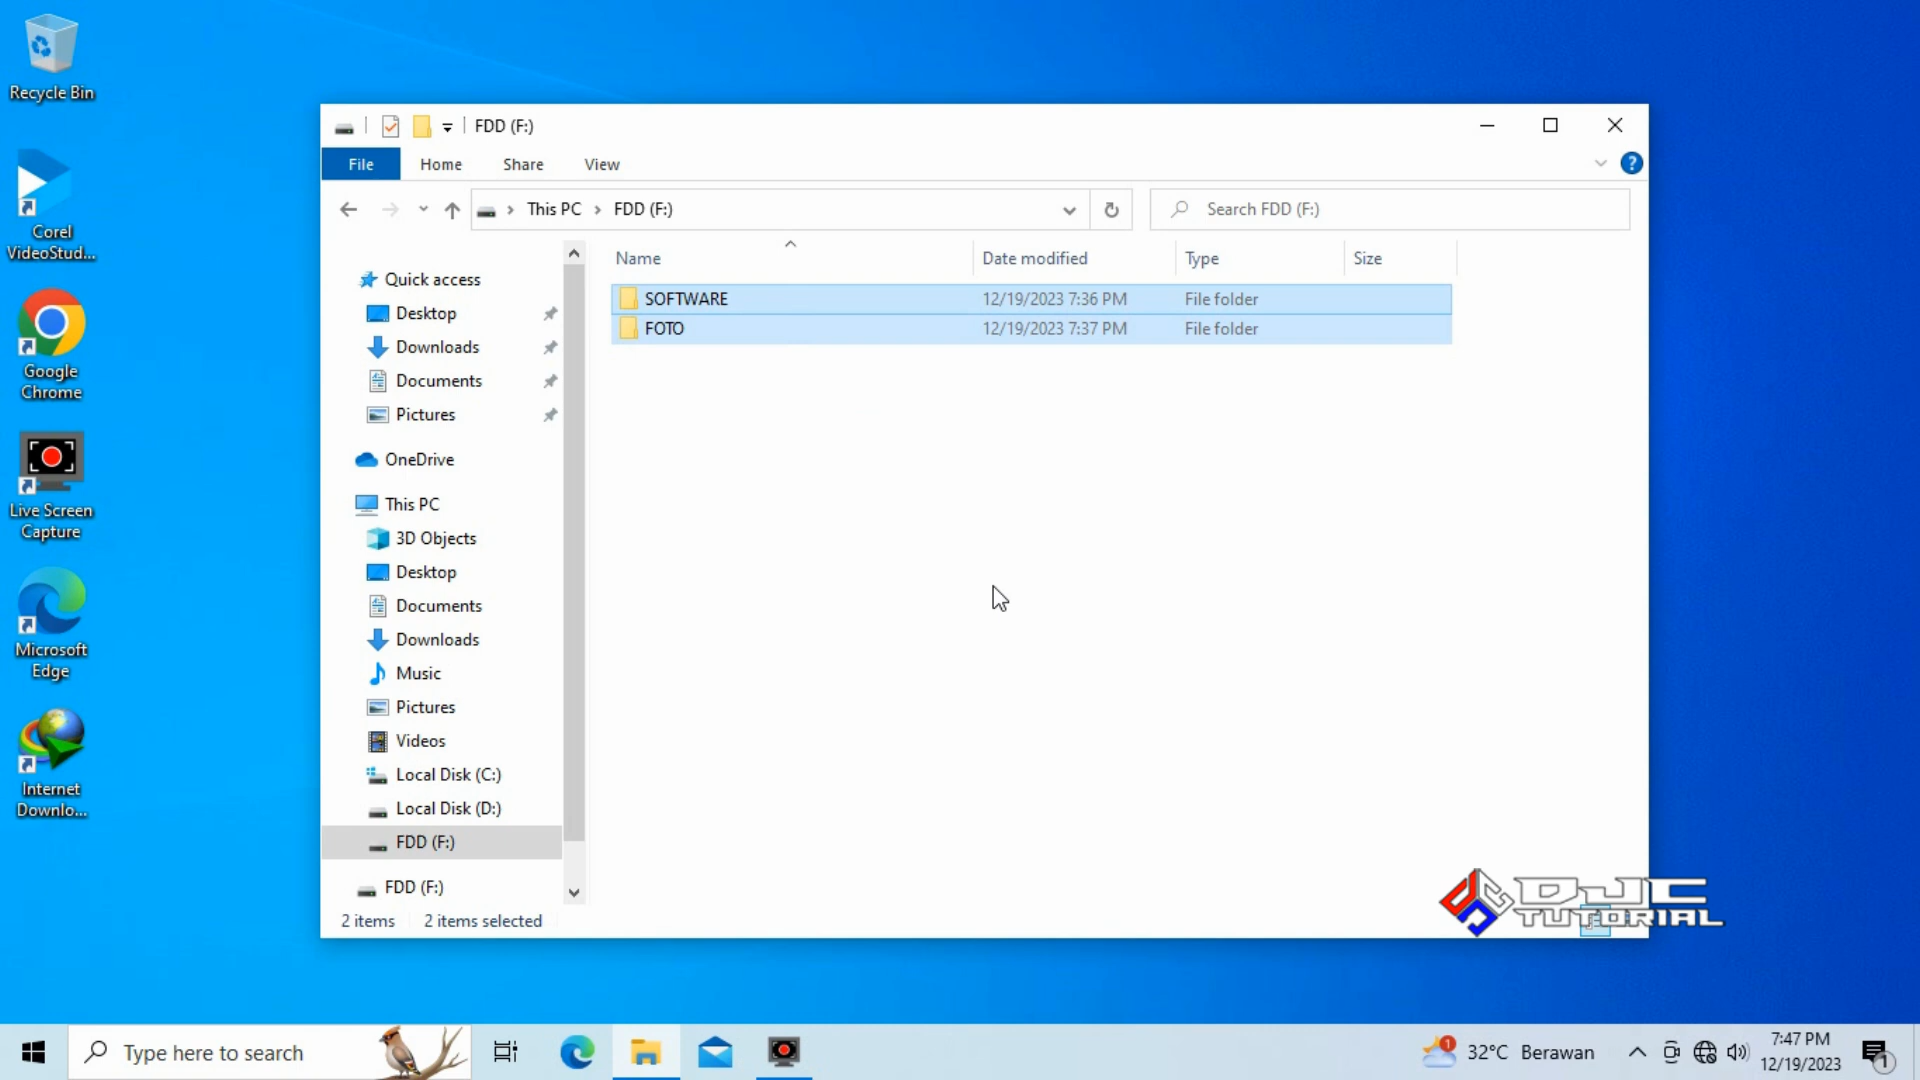 Recycle Bin
Corel
VideoStud...
Google
Chrome
Live Screen
Capture
Microsoft
Edge
Internet
Downlo...
FDD (F:)
File
Home
Share
View
?
This PC
FDD (F:)
Search FDD (F:)
Name
Date modified
Type
Size
SOFTWARE
12/19/2023 7:36 PM
File folder
FOTO
12/19/2023 7:37 PM
File folder
Quick access
Desktop
Downloads
Documents
Pictures
OneDrive
This PC
3D Objects
Desktop
Documents
Downloads
Music
Pictures
Videos
Local Disk (C:)
Local Disk (D:)
FDD (F:)
FDD (F:)
2 items
2 items selected
DJC
TUTORIAL
Type here to search
1
32°C Berawan
7:47 PM
12/19/2023
1